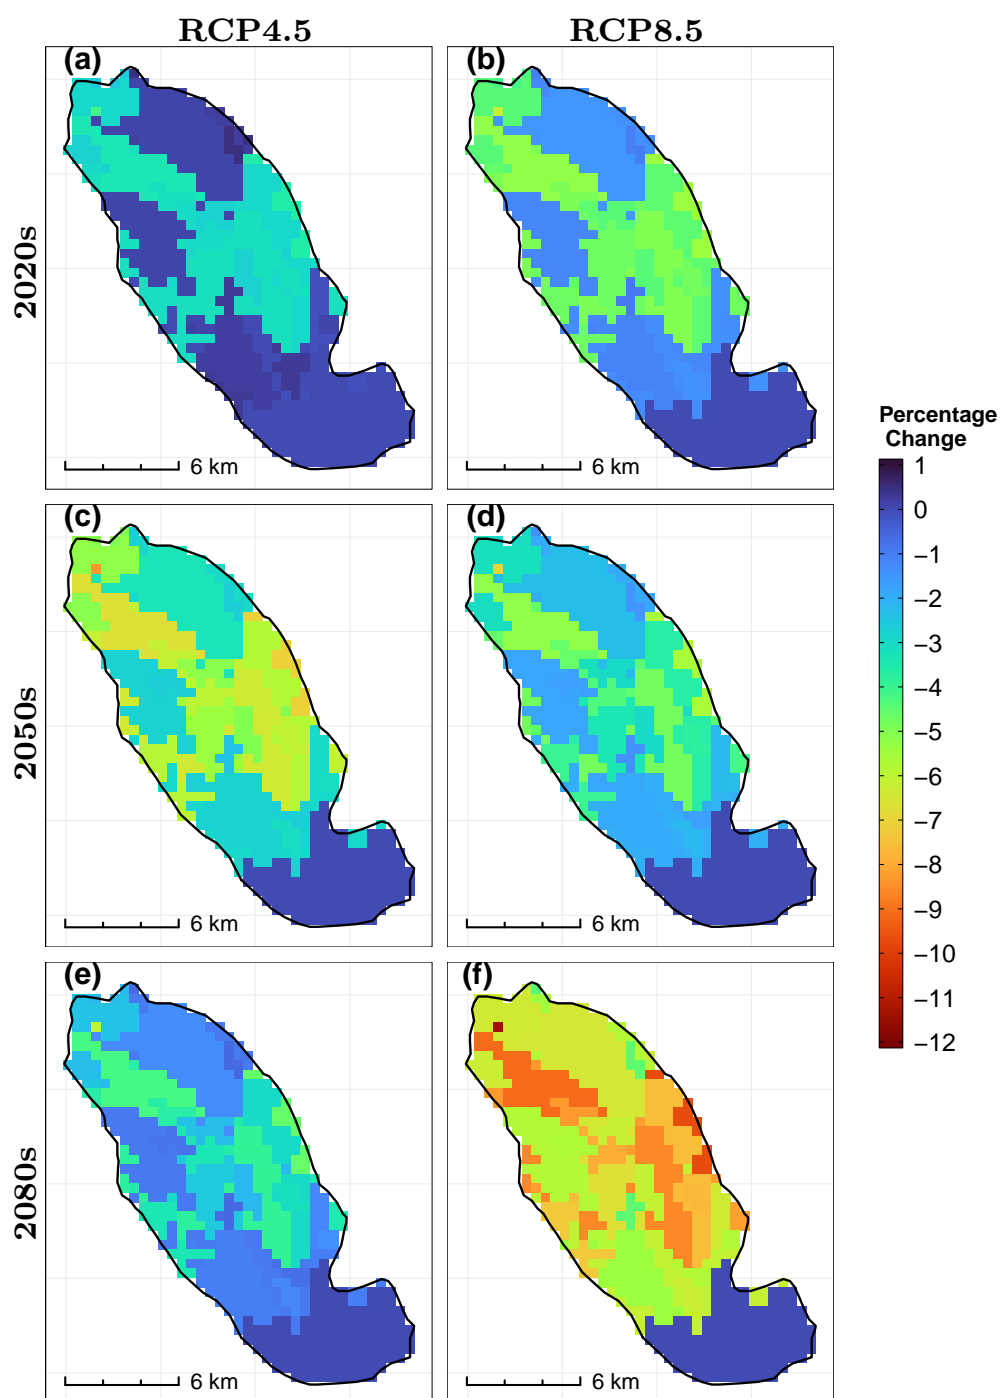 RCP4.5
RCP8.5
2020s
(a)
6 km
(b)
6 km
Percentage
Change
1
0
−1
−2
−3
−4
−5
−6
−7
−8
−9
−10
−11
−12
2050s
(c)
6 km
(d)
6 km
2080s
(e)
6 km
(f)
6 km